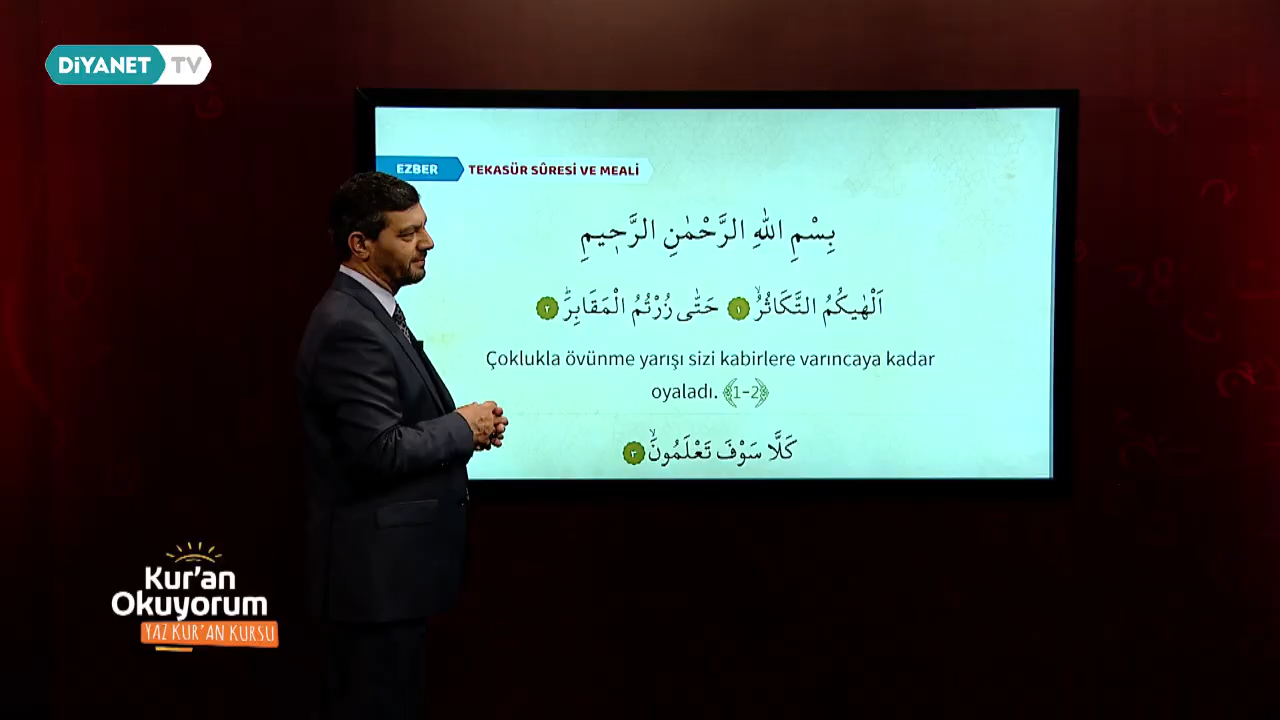 DİYANET TV
EZBER
TEKASÜR SÛRESİ VE MEALİ
بِسْمِ اللّٰهِ الرَّحْمٰنِ الرَّح۪يمِ
اَلْهٰيكُمُ التَّكَاثُرُۙ ﴿١﴾ حَتّٰى زُرْتُمُ الْمَقَابِرَۜ ﴿٢﴾
Çoklukla övünme yarışı sizi kabirlere varıncaya kadar
oyaladı. ﴾1-2﴿
كَلَّا سَوْفَ تَعْلَمُونَۙ ﴿٣﴾
Kur'an
Okuyorum
YAZ KUR'AN KURSU